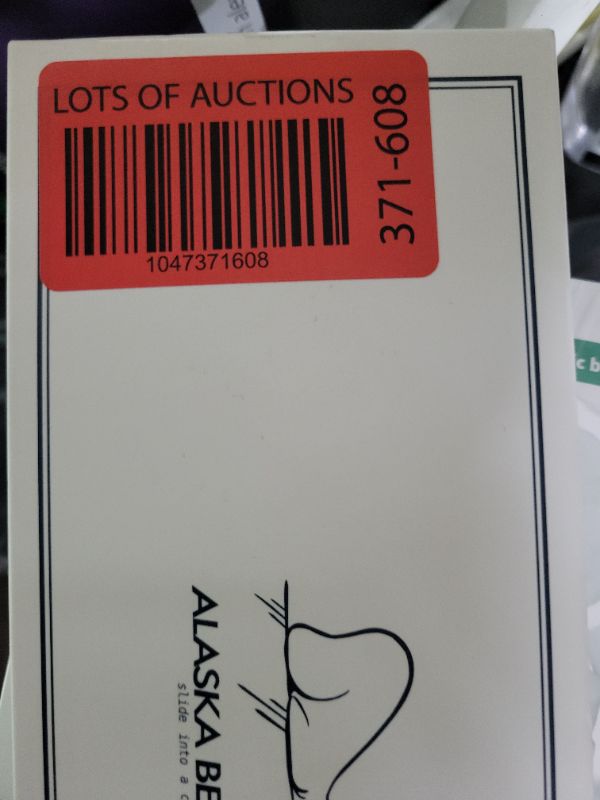 LOTS OF AUCTIONS
371-608
1047371608
ALASKA BE
slide into a c
c b